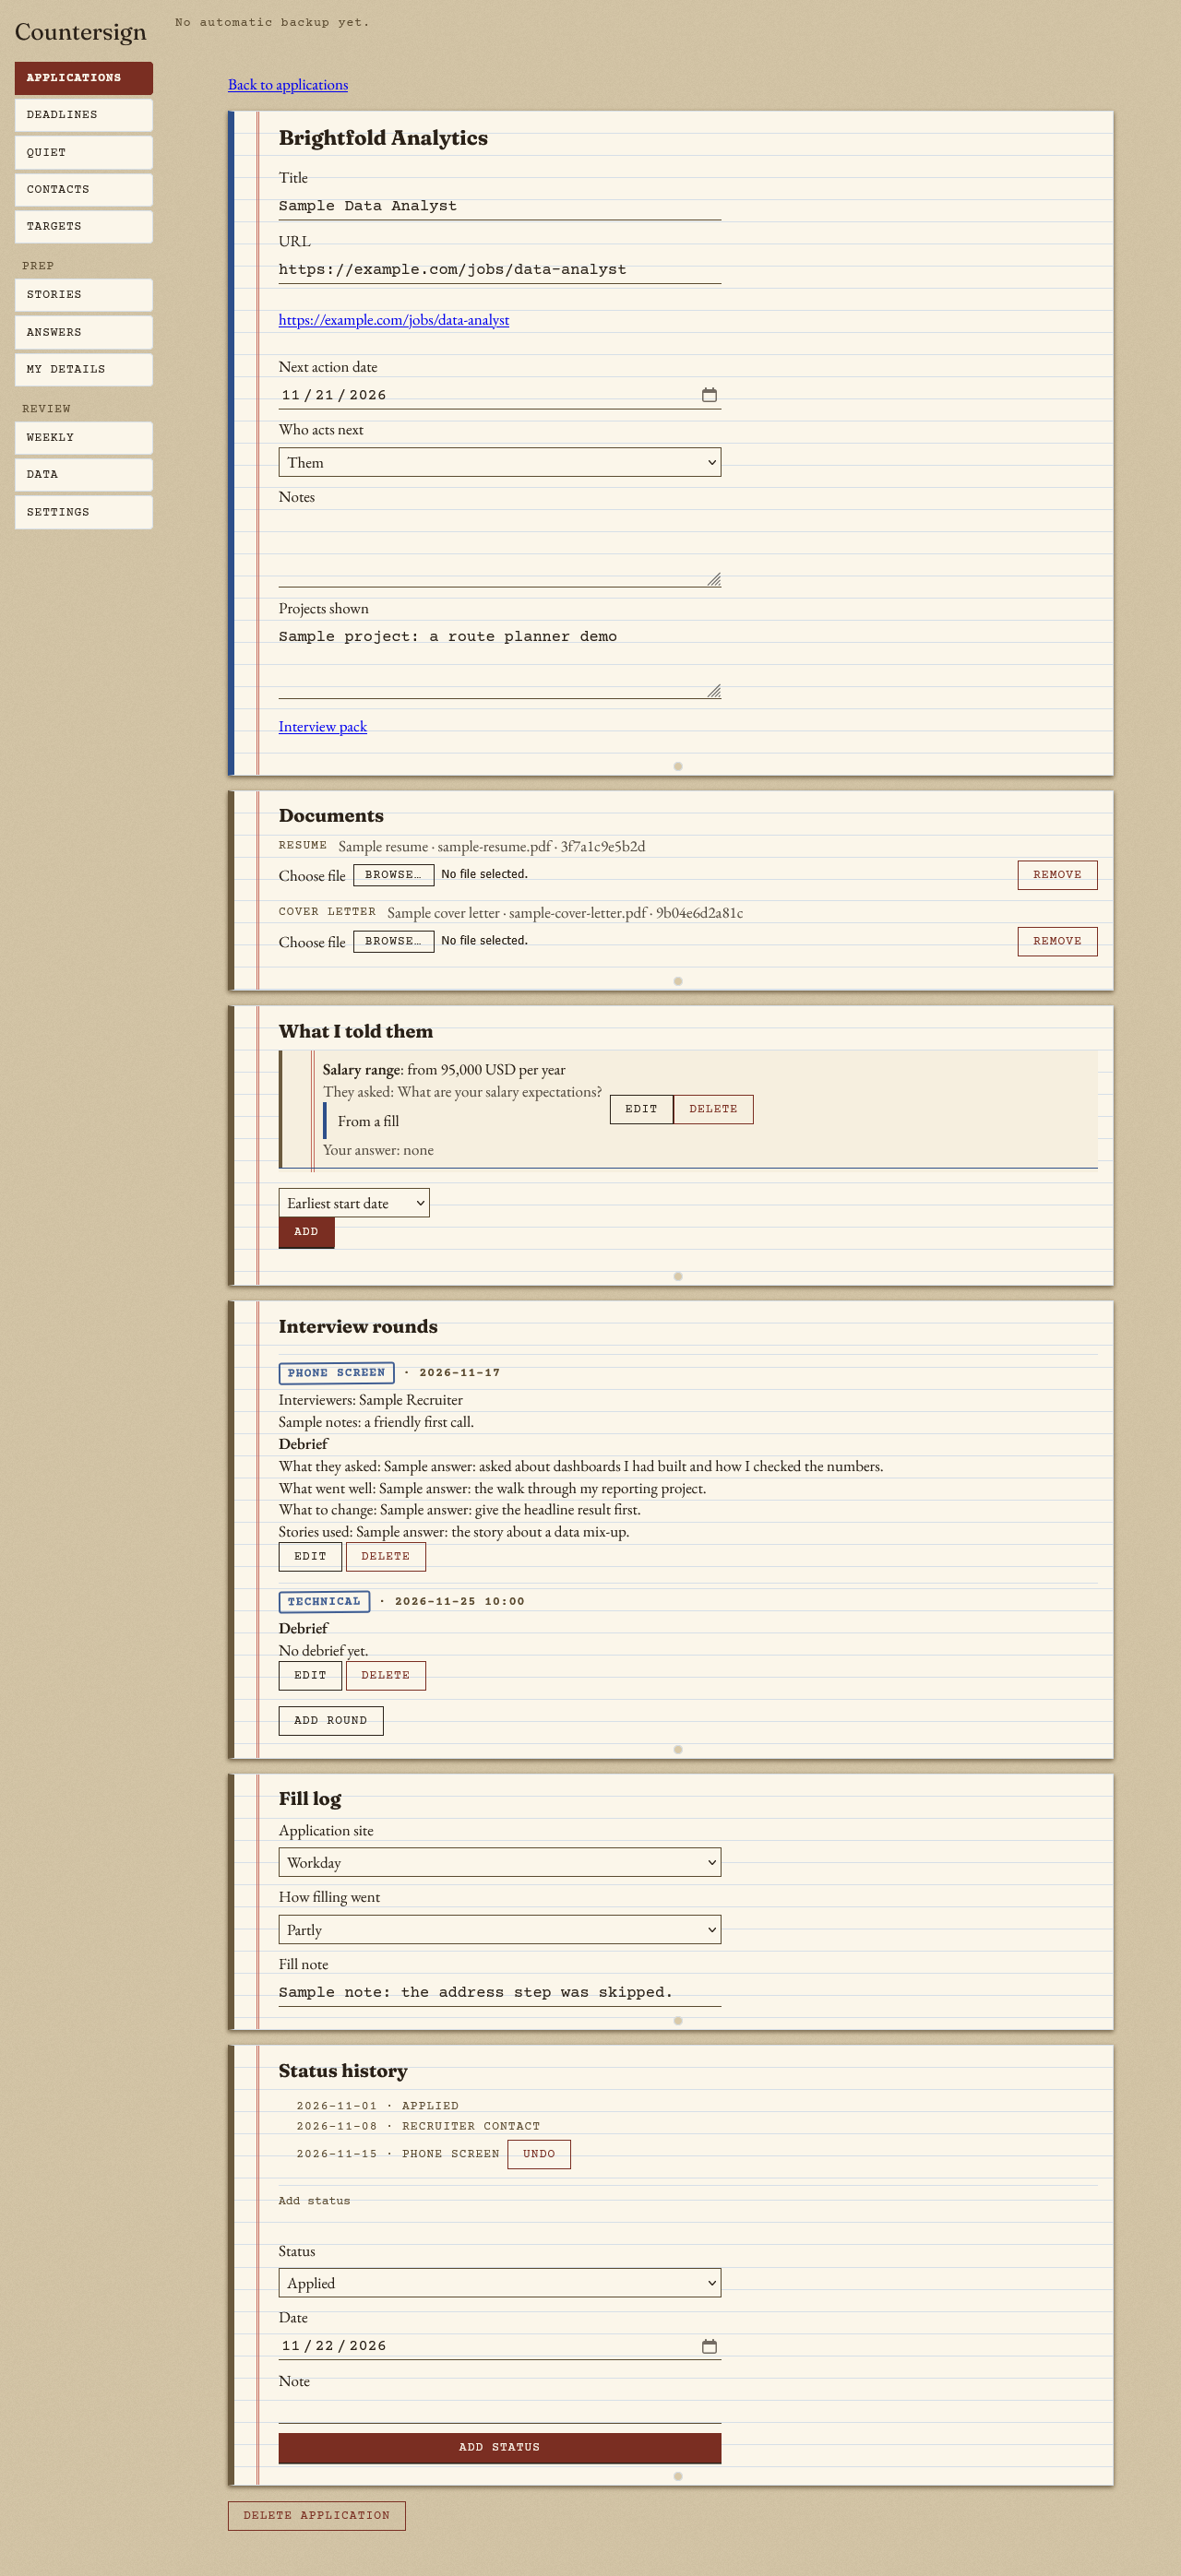 Countersign
No automatic backup yet.
APPLICATIONS
DEADLINES
QUIET
CONTACTS
TARGETS
PREP
STORIES
ANSWERS
MY DETAILS
REVIEW
WEEKLY
DATA
SETTINGS
Back to applications
Brightfold Analytics
Title
Sample Data Analyst
URL
https://example.com/jobs/data-analyst
https://example.com/jobs/data-analyst
Next action date
11/21/2026
Who acts next
Them
Notes
Projects shown
Sample project: a route planner demo
Interview pack
Documents
RESUME Sample resume · sample-resume.pdf · 3f7a1c9e5b2d
Choose file BROWSE… No file selected. REMOVE
COVER LETTER Sample cover letter · sample-cover-letter.pdf · 9b04e6d2a81c
Choose file BROWSE… No file selected. REMOVE
What I told them
Salary range: from 95,000 USD per year
They asked: What are your salary expectations?
EDIT DELETE
From a fill
Your answer: none
Earliest start date
ADD
Interview rounds
PHONE SCREEN · 2026-11-17
Interviewers: Sample Recruiter
Sample notes: a friendly first call.
Debrief
What they asked: Sample answer: asked about dashboards I had built and how I checked the numbers.
What went well: Sample answer: the walk through my reporting project.
What to change: Sample answer: give the headline result first.
Stories used: Sample answer: the story about a data mix-up.
EDIT DELETE
TECHNICAL · 2026-11-25 10:00
Debrief
No debrief yet.
EDIT DELETE
ADD ROUND
Fill log
Application site
Workday
How filling went
Partly
Fill note
Sample note: the address step was skipped.
Status history
2026-11-01 · APPLIED
2026-11-08 · RECRUITER CONTACT
2026-11-15 · PHONE SCREEN UNDO
Add status
Status
Applied
Date
11/22/2026
Note
ADD STATUS
DELETE APPLICATION